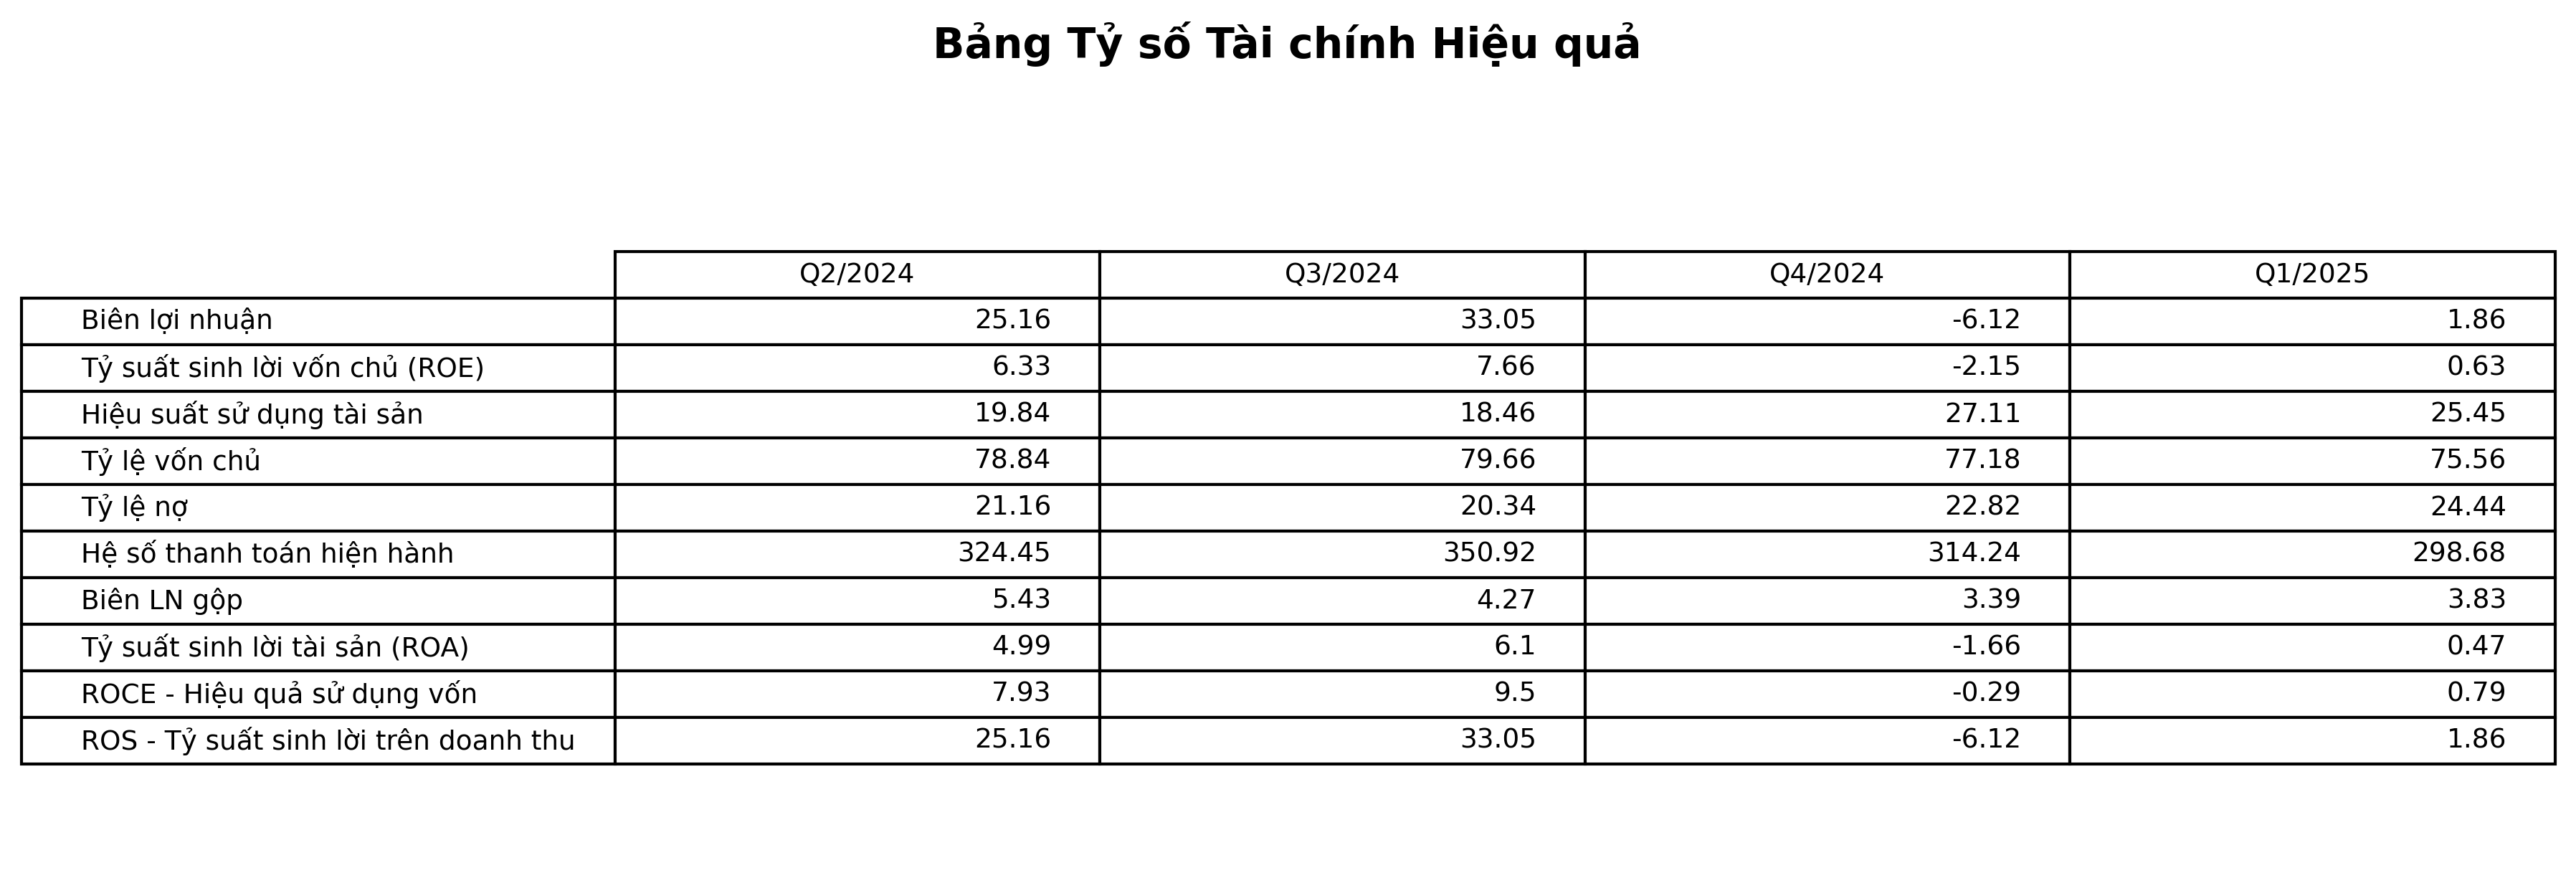 Bảng Tỷ số Tài chính Hiệu quả
Q2/2024 Q3/2024 Q4/2024 Q1/2025
Biên lợi nhuận 25.16 33.05 -6.12 1.86
Tỷ suất sinh lời vốn chủ (ROE) 6.33 7.66 -2.15 0.63
Hiệu suất sử dụng tài sản 19.84 18.46 27.11 25.45
Tỷ lệ vốn chủ 78.84 79.66 77.18 75.56
Tỷ lệ nợ 21.16 20.34 22.82 24.44
Hệ số thanh toán hiện hành 324.45 350.92 314.24 298.68
Biên LN gộp 5.43 4.27 3.39 3.83
Tỷ suất sinh lời tài sản (ROA) 4.99 6.1 -1.66 0.47
ROCE - Hiệu quả sử dụng vốn 7.93 9.5 -0.29 0.79
ROS - Tỷ suất sinh lời trên doanh thu 25.16 33.05 -6.12 1.86